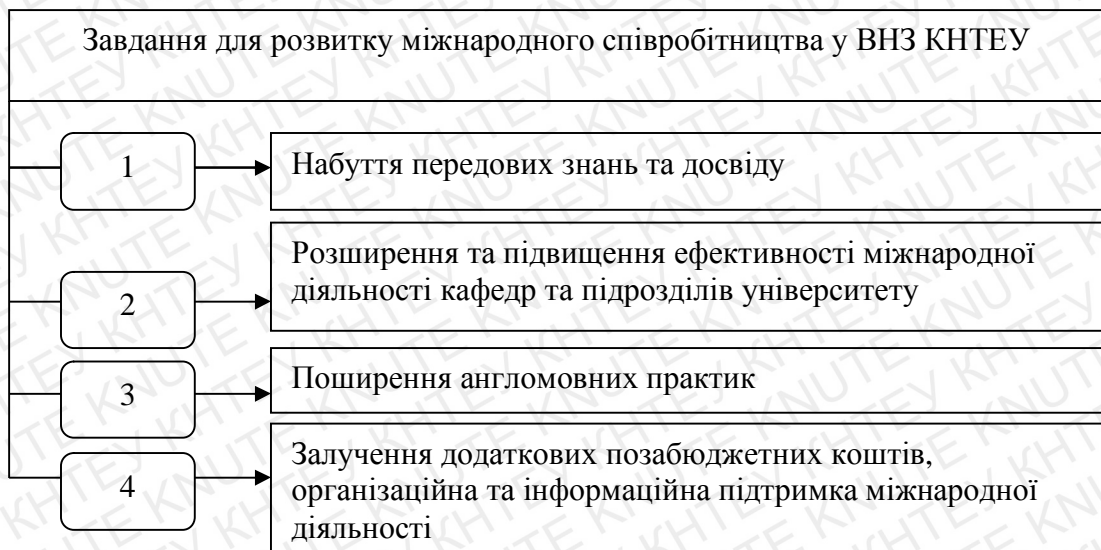 Завдання для розвитку міжнародного співробітництва у ВНЗ КНТЕУ
1
Набуття передових знань та досвіду
2
Розширення та підвищення ефективності міжнародної
діяльності кафедр та підрозділів університету
3
Поширення англомовних практик
4
Залучення додаткових позабюджетних коштів,
організаційна та інформаційна підтримка міжнародної
діяльності